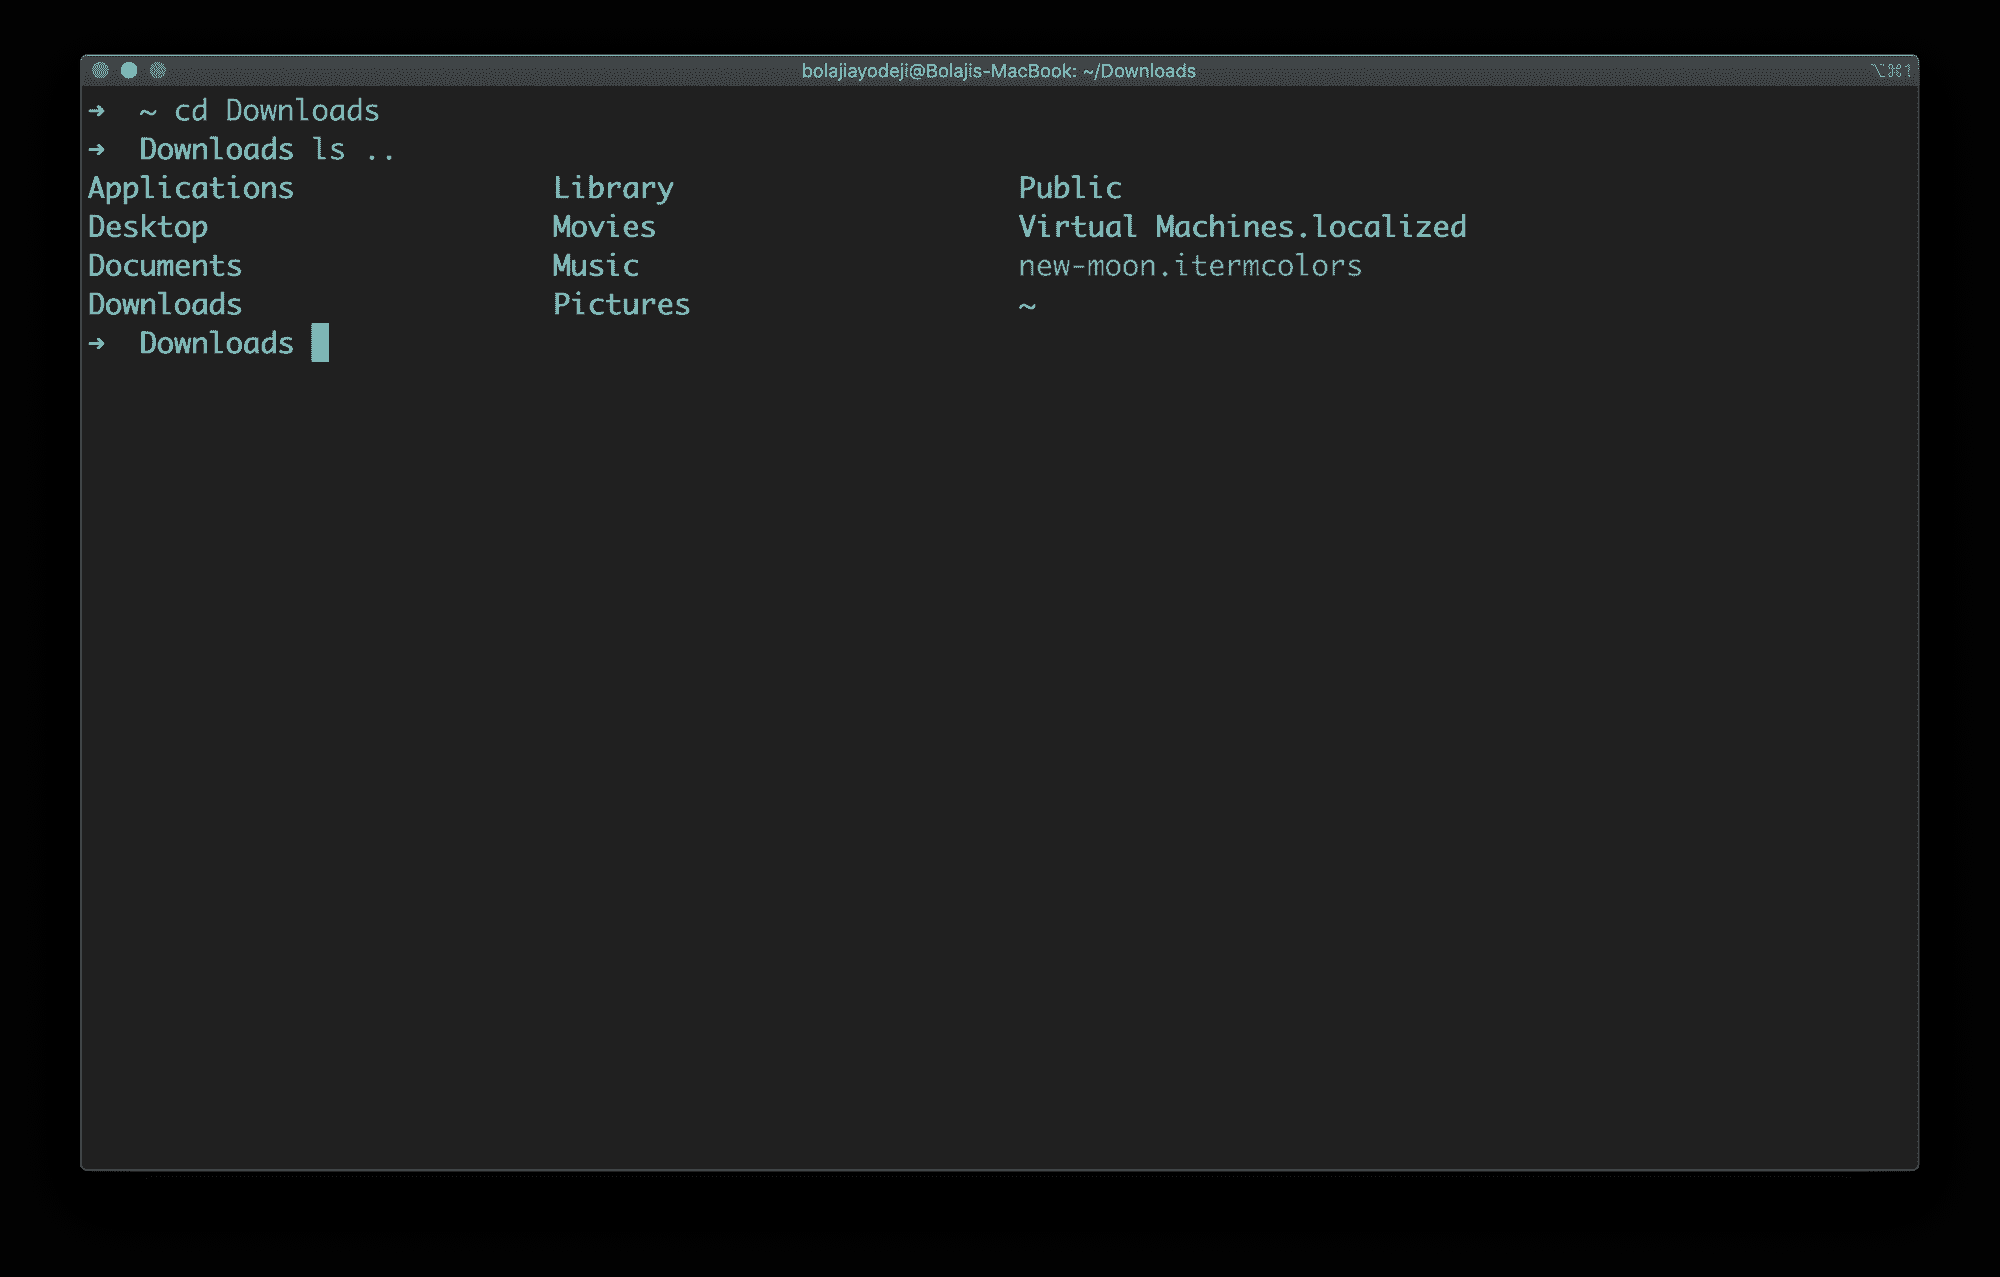 bolajiayodeji@Bolajis-MacBook: ~/Downloads ⌥⌘1
➜  ~ cd Downloads
➜  Downloads ls ..
Applications Library Public
Desktop Movies Virtual Machines.localized
Documents Music new-moon.itermcolors
Downloads Pictures ~
➜  Downloads